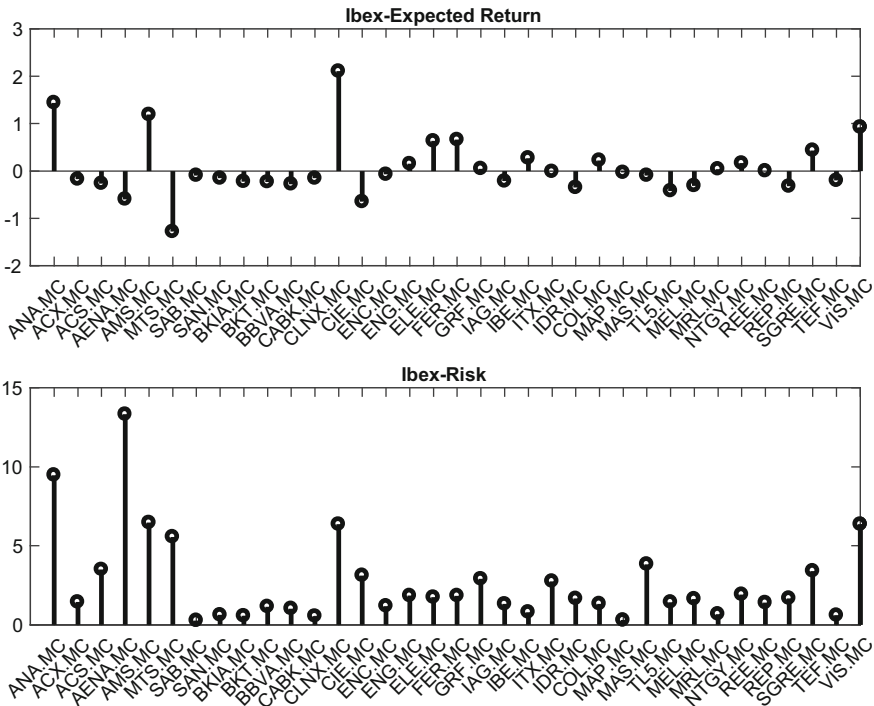 Ibex-Expected Return
3
2
1
0
-1
-2
ANA.MC
ACX.MC
ACS.MC
AENA.MC
AMS.MC
MTS.MC
SAB.MC
SAN.MC
BKIA.MC
BKT.MC
BBVA.MC
CABK.MC
CLNX.MC
CIE.MC
ENC.MC
ENG.MC
ELE.MC
FER.MC
GRF.MC
IAG.MC
IBE.MC
ITX.MC
IDR.MC
COL.MC
MAP.MC
MAS.MC
TL5.MC
MEL.MC
MRL.MC
NTGY.MC
REE.MC
REP.MC
SGRE.MC
TEF.MC
VIS.MC
Ibex-Risk
15
10
5
0
ANA.MC
ACX.MC
ACS.MC
AENA.MC
AMS.MC
MTS.MC
SAB.MC
SAN.MC
BKIA.MC
BKT.MC
BBVA.MC
CABK.MC
CLNX.MC
CIE.MC
ENC.MC
ENG.MC
ELE.MC
FER.MC
GRF.MC
IAG.MC
IBE.MC
ITX.MC
IDR.MC
COL.MC
MAP.MC
MAS.MC
TL5.MC
MEL.MC
MRL.MC
NTGY.MC
REE.MC
REP.MC
SGRE.MC
TEF.MC
VIS.MC